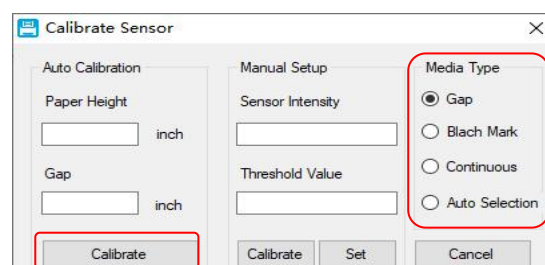 Calibrate Sensor
Auto Calibration
Paper Height
inch
Gap
inch
Calibrate
Manual Setup
Sensor Intensity
Threshold Value
Calibrate
Set
Media Type
Gap
Blach Mark
Continuous
Auto Selection
Cancel